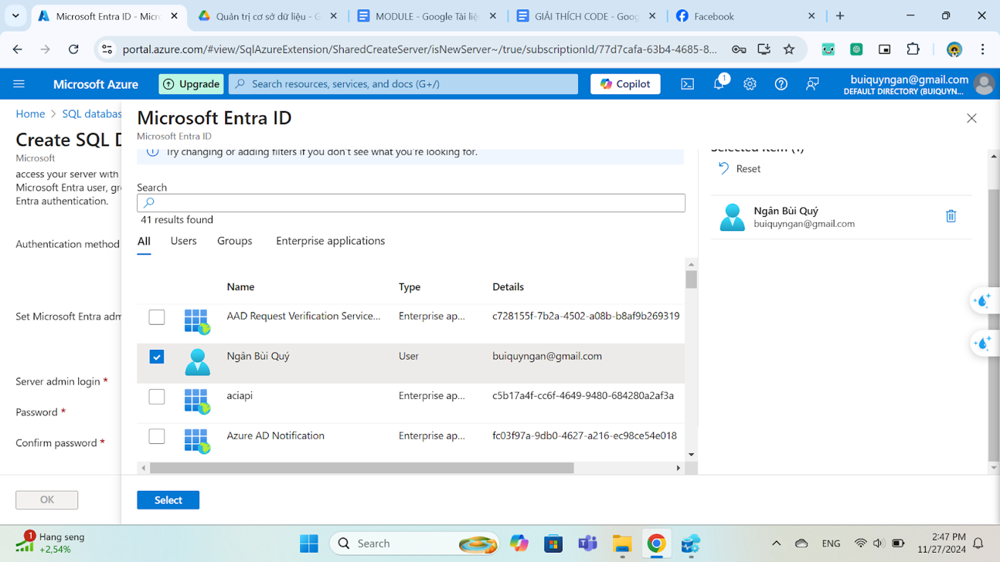 Microsoft Entra ID - Micro
Quản trị cơ sở dữ liệu - G
MODULE - Google Tài liệ
GIẢI THÍCH CODE - Goog
Facebook
portal.azure.com/#view/SqlAzureExtension/SharedCreateServer/isNewServer~/true/subscriptionId/77d7cafa-63b4-4685-8...
Microsoft Azure
Upgrade
Search resources, services, and docs (G+/)
Copilot
1
buiquyngan@gmail.com
DEFAULT DIRECTORY (BUIQUYN...
Home > SQL databas
Create SQL D
Microsoft
access your server with
Microsoft Entra user, gr
Entra authentication.
Authentication method
Set Microsoft Entra adm
Server admin login *
Password *
Confirm password *
OK
Microsoft Entra ID
Microsoft Entra ID
Try changing or adding filters if you don't see what you're looking for.
Search
41 results found
All
Users
Groups
Enterprise applications
Name Type Details
AAD Request Verification Service... Enterprise ap... c728155f-7b2a-4502-a08b-b8af9b269319
Ngân Bùi Quý User buiquyngan@gmail.com
aciapi Enterprise ap... c5b17a4f-cc6f-4649-9480-684280a2af3a
Azure AD Notification Enterprise ap... fc03f97a-9db0-4627-a216-ec98ce54e018
Select
Selected item (1)
Reset
Ngân Bùi Quý
buiquyngan@gmail.com
1
Hang seng
+2,54%
Search
ENG
2:47 PM
11/27/2024